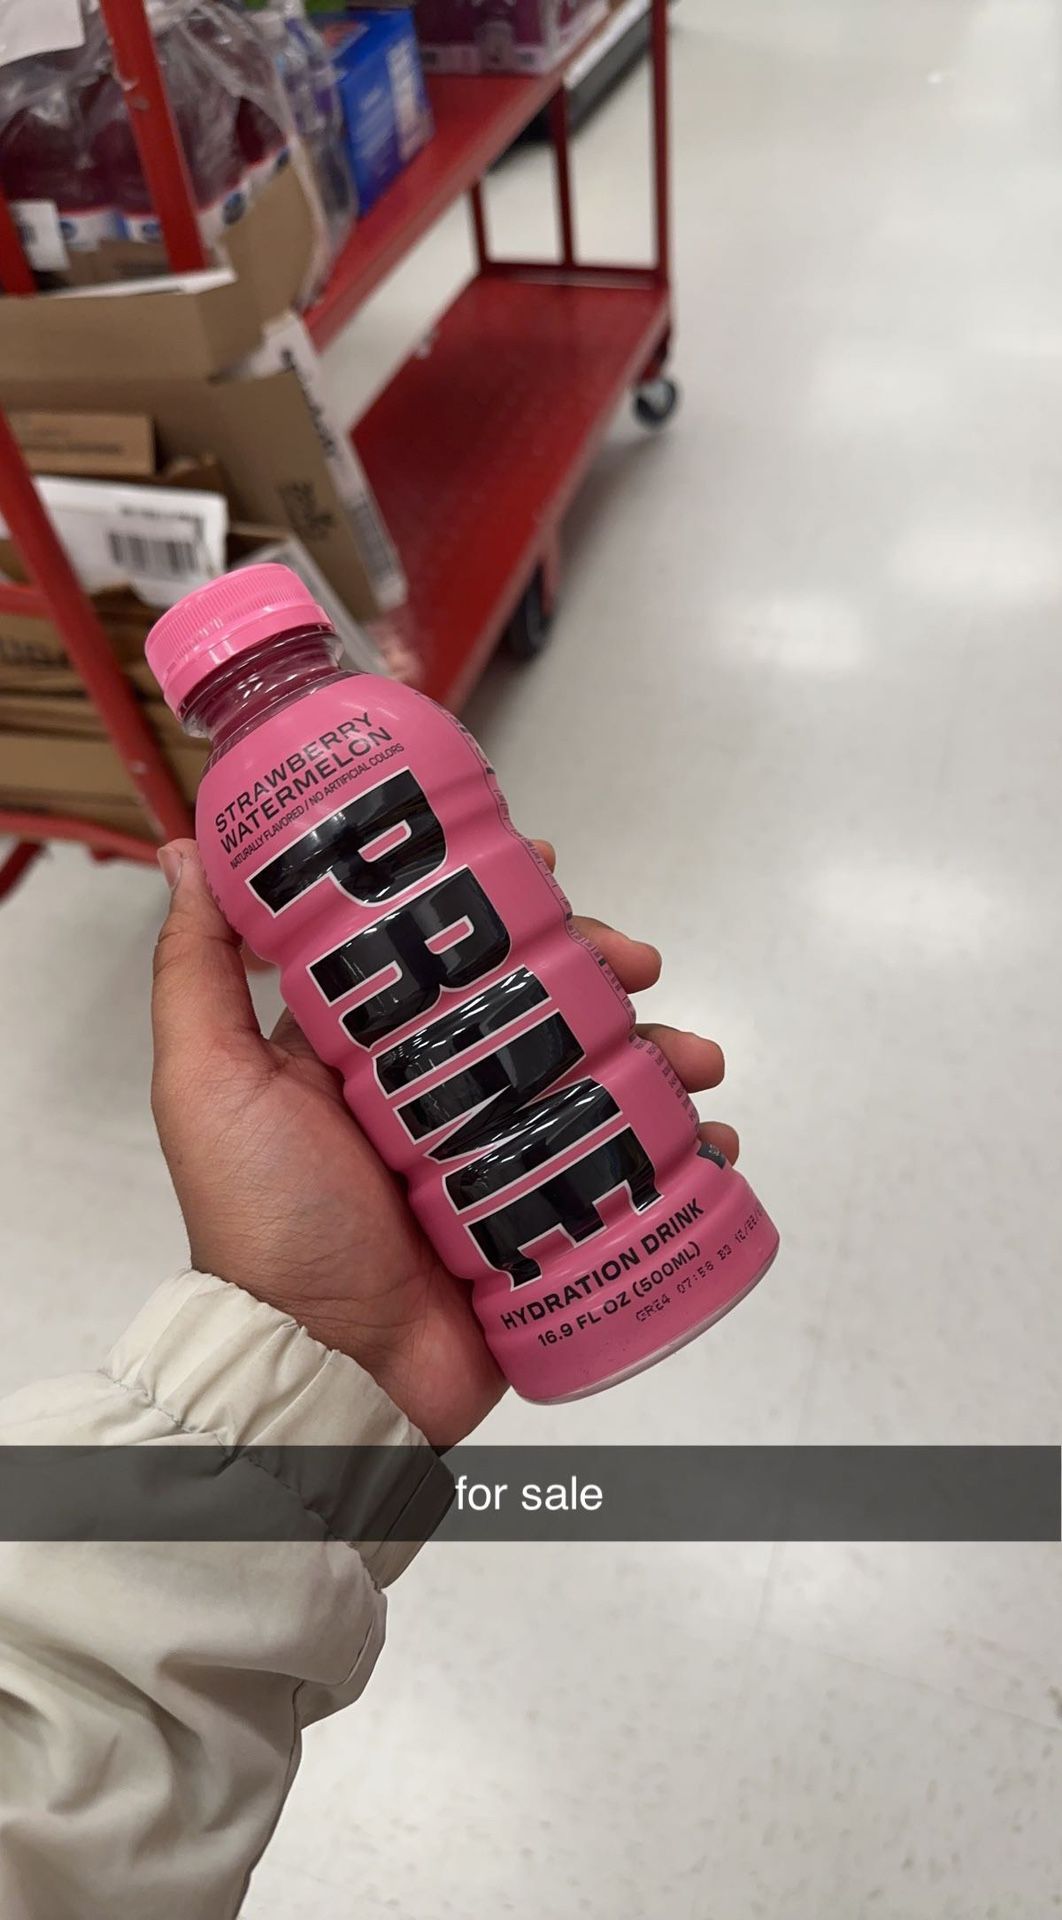 STRAWBERRY
WATERMELON
NATURALLY FLAVORED / NO ARTIFICIAL COLORS
PRIME
HYDRATION DRINK
16.9 FL OZ (500ML)
for sale